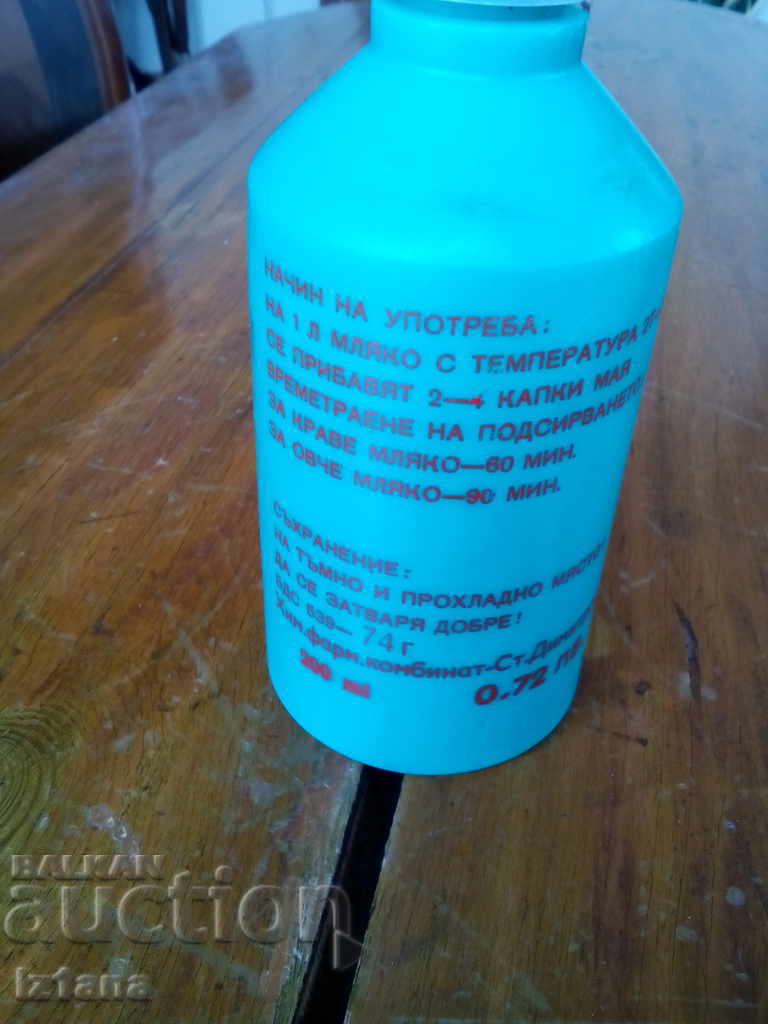 НАЧИН НА УПОТРЕБА:
НА 1 Л МЛЯКО С ТЕМПЕРАТУРА
СЕ ПРИБАВЯТ 2—4 КАПКИ МАЯ
ВРЕМЕТРАЕНЕ НА ПОДСИРВАНЕТО
ЗА КРАВЕ МЛЯКО—60 МИН.
ЗА ОВЧЕ МЛЯКО—90 МИН.
СЪХРАНЕНИЕ:
НА ТЪМНО И ПРОХЛАДНО МЯСТО
ДА СЕ ЗАТВАРЯ ДОБРЕ!
БДС 639—74 г
Хим.фарм.комбинат-Ст.
200 ml 0.72
BALKAN
auction
Iz1ana